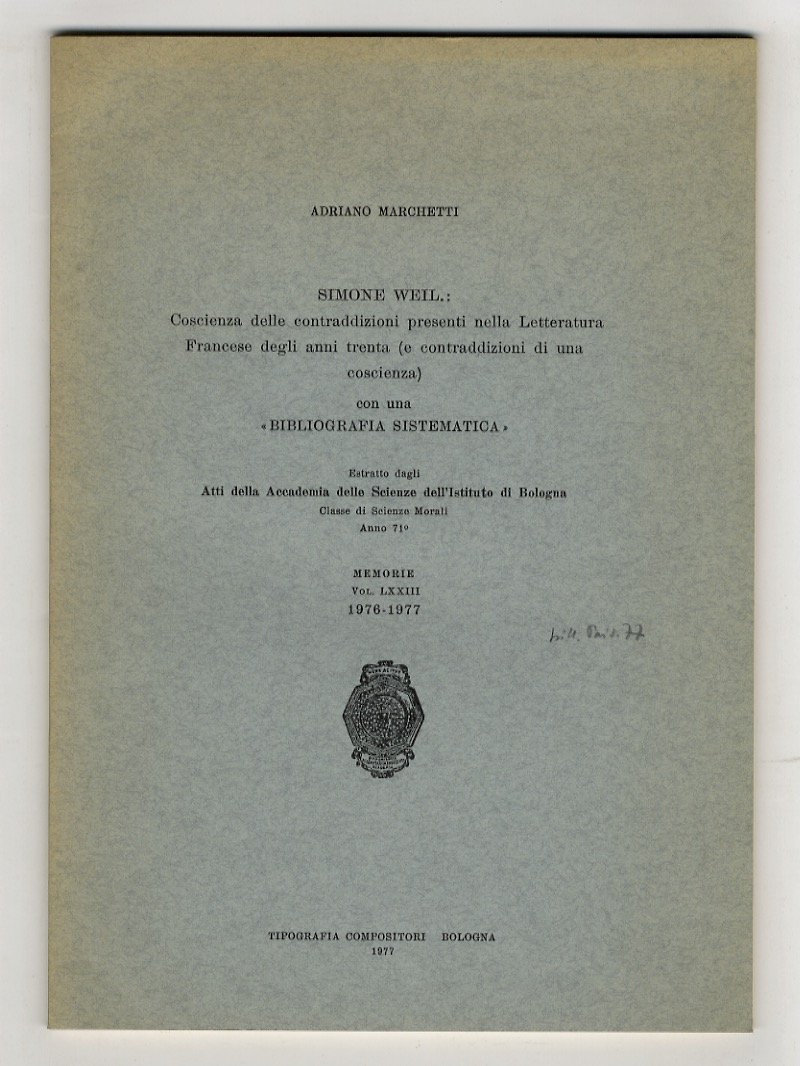 ADRIANO MARCHETTI
SIMONE WEIL.:
Coscienza delle contraddizioni presenti nella Letteratura
Francese degli anni trenta (e contraddizioni di una
coscienza)
con una
«BIBLIOGRAFIA SISTEMATICA»
Estratto dagli
Atti della Accademia delle Scienze dell'Istituto di Bologna
Classe di Scienze Morali
Anno 71º
MEMORIE
VOL. LXXIII
1976-1977
77
TIPOGRAFIA COMPOSITORI BOLOGNA
1977